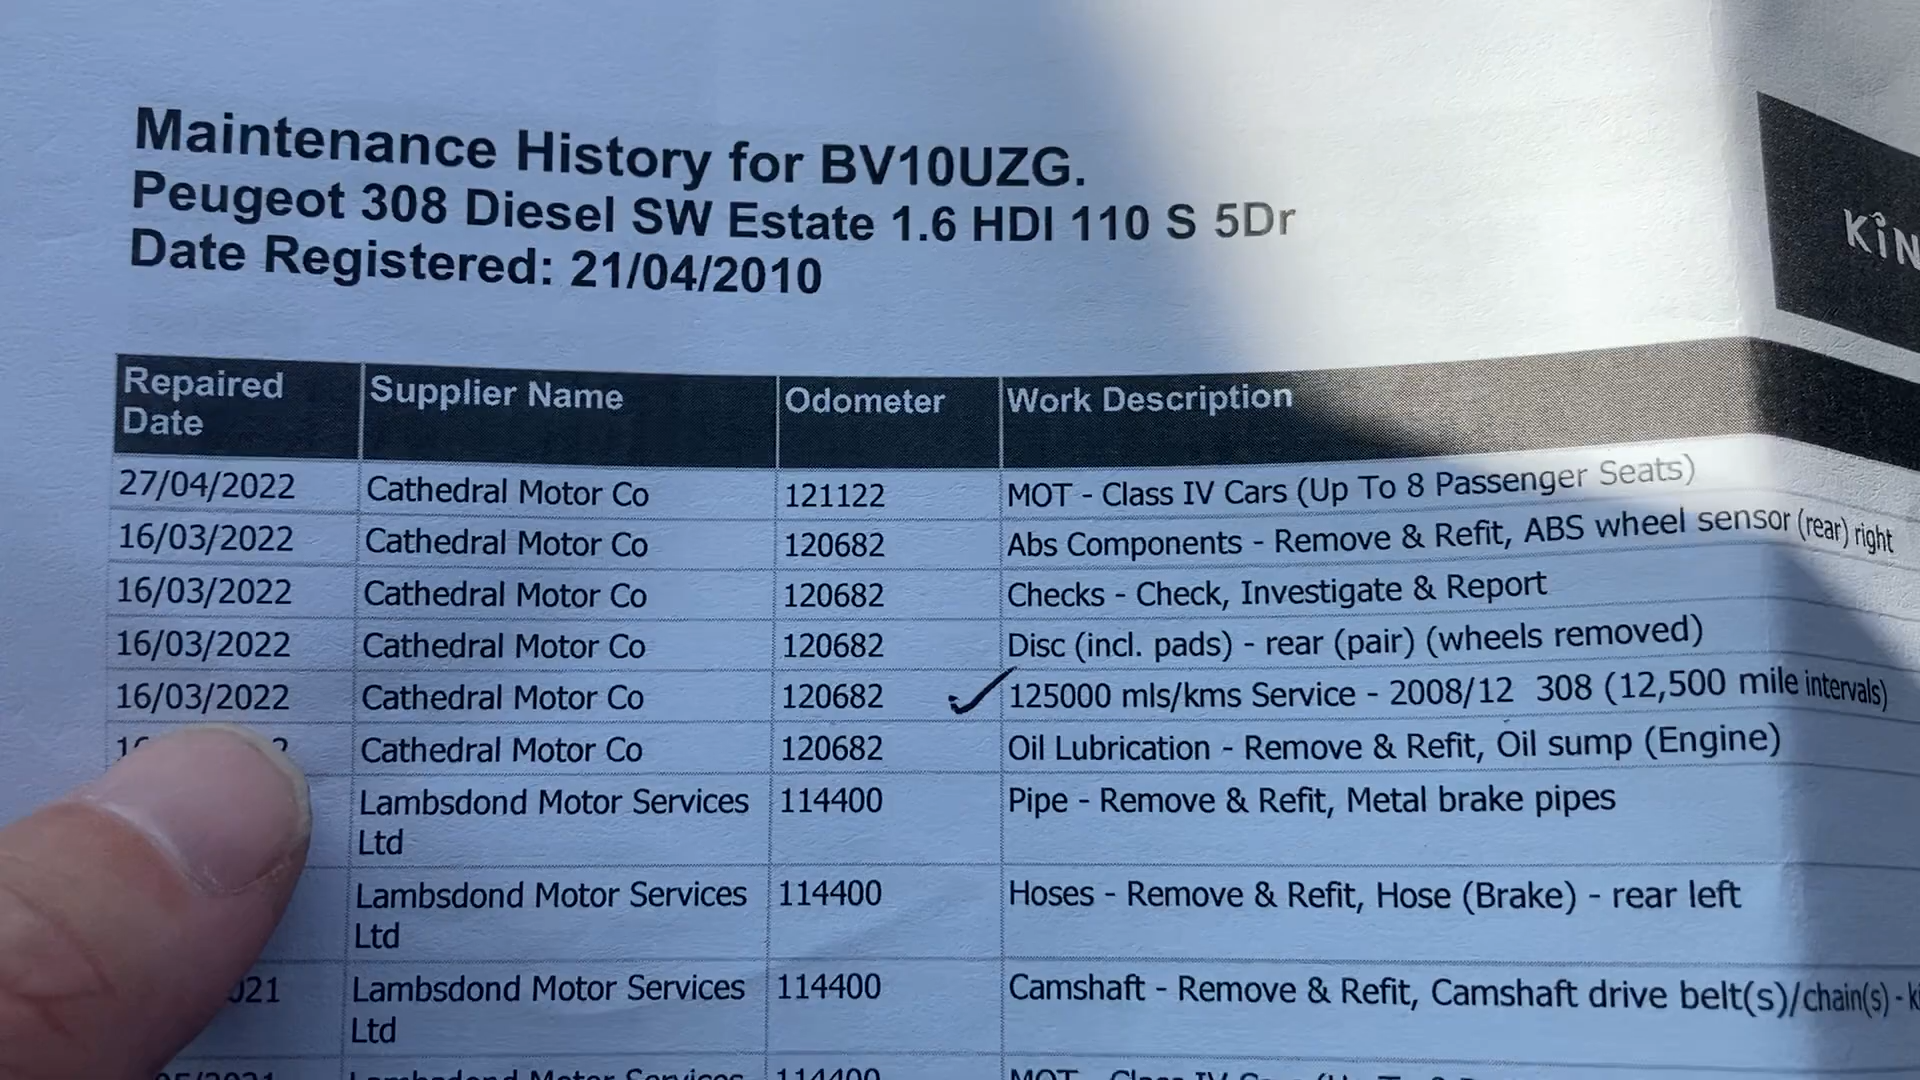 Maintenance History for BV10UZG.
Peugeot 308 Diesel SW Estate 1.6 HDI 110 S 5Dr
Date Registered: 21/04/2010
Repaired Date Supplier Name Odometer Work Description
27/04/2022 Cathedral Motor Co 121122 MOT - Class IV Cars (Up To 8 Passenger Seats)
16/03/2022 Cathedral Motor Co 120682 Abs Components - Remove & Refit, ABS wheel sensor (rear) right
16/03/2022 Cathedral Motor Co 120682 Checks - Check, Investigate & Report
16/03/2022 Cathedral Motor Co 120682 Disc (incl. pads) - rear (pair) (wheels removed)
16/03/2022 Cathedral Motor Co 120682 125000 mls/kms Service - 2008/12 308 (12,500 mile intervals)
Cathedral Motor Co 120682 Oil Lubrication - Remove & Refit, Oil sump (Engine)
Lambsdond Motor Services Ltd 114400 Pipe - Remove & Refit, Metal brake pipes
Lambsdond Motor Services Ltd 114400 Hoses - Remove & Refit, Hose (Brake) - rear left
Lambsdond Motor Services Ltd 114400 Camshaft - Remove & Refit, Camshaft drive belt(s)/chain(s) -
Lambsdond Motor Services 114400 MOT - Class IV Cars